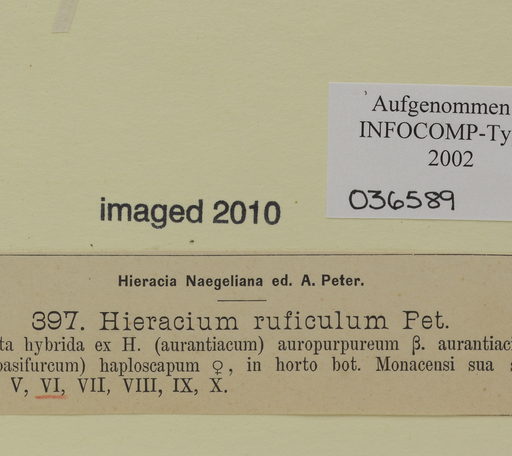 Aufgenommen
INFOCOMP-Ty
2002
036589
imaged 2010
Hieracia Naegeliana ed. A. Peter.
397. Hieracium ruficulum Pet.
ta hybrida ex H. (aurantiacum) auropurpureum β. aurantiac
basifurcum) haploscapum ♀, in horto bot. Monacensi sua s
V, VI, VII, VIII, IX, X.